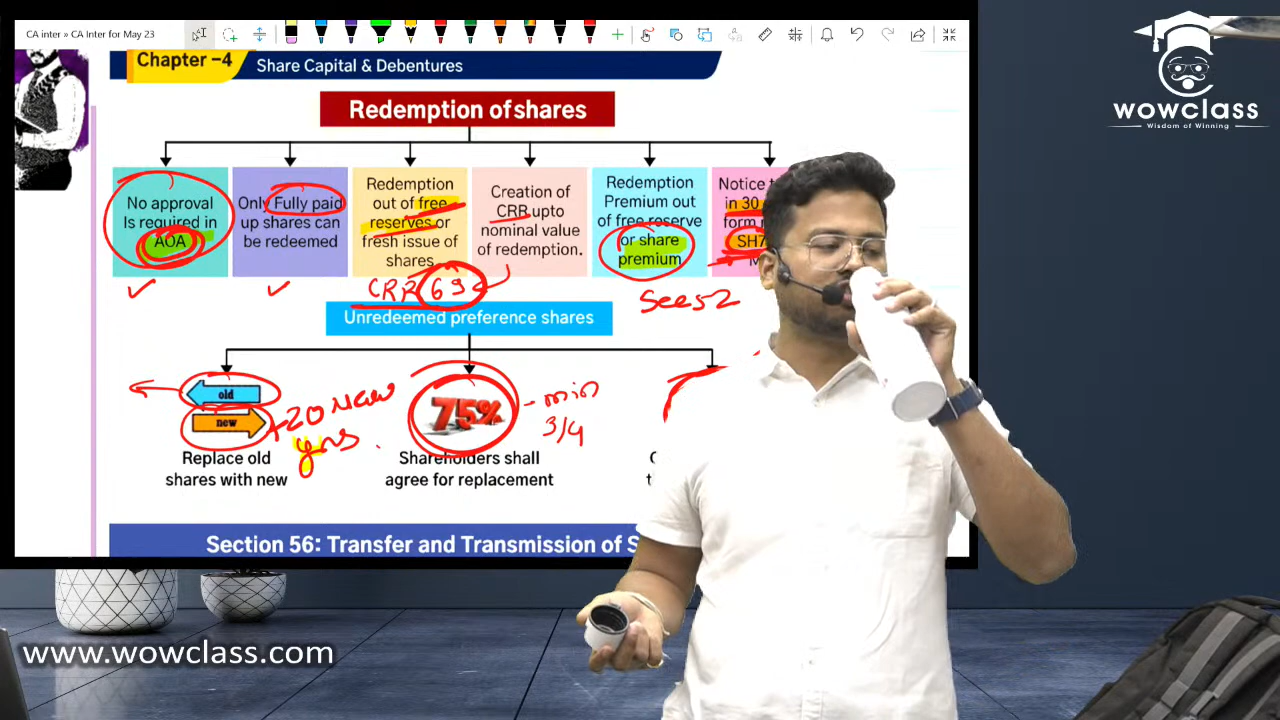 CA inter » CA Inter for May 23
Chapter -4
Share Capital & Debentures
wowclass
Wisdom of Winning
Redemption of shares
No approval
Is required in
AOA
Only Fully paid
up shares can
be redeemed
Redemption
out of free
reserves or
fresh issue of
shares
Creation of
CRR upto
nominal value
of redemption.
Redemption
Premium out
of free reserve
or share
premium
Notice
in 30
form
SH7
CRR 69
See 52
Unredeemed preference shares
old
new
20 new
yrs
75%
- min
3/4
Replace old
shares with new
Shareholders shall
agree for replacement
Section 56: Transfer and Transmission of
www.wowclass.com